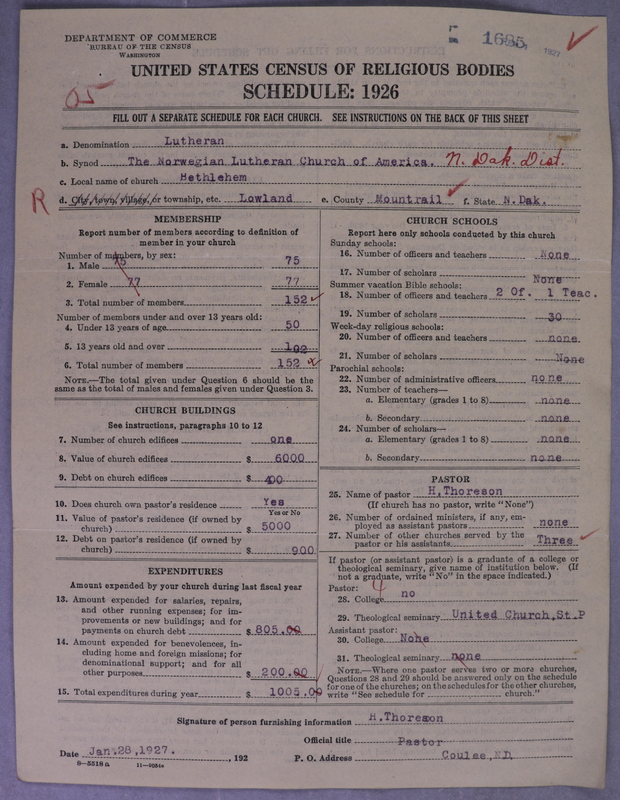 DEPARTMENT OF COMMERCE
BUREAU OF THE CENSUS
WASHINGTON
1685, 1927
UNITED STATES CENSUS OF RELIGIOUS BODIES
SCHEDULE: 1926
05
FILL OUT A SEPARATE SCHEDULE FOR EACH CHURCH. SEE INSTRUCTIONS ON THE BACK OF THIS SHEET
a. Denomination Lutheran
b. Synod The Norwegian Lutheran Church of America. N. Dak. Dist.
c. Local name of church Bethlehem
R d. City, town, village, or township, etc. Lowland e. County Mountrail f. State N.Dak.
MEMBERSHIP
Report number of members according to definition of
member in your church
Number of members, by sex:
1. Male 75 75
2. Female 77 77
3. Total number of members 152
Number of members under and over 13 years old:
4. Under 13 years of age 50
5. 13 years old and over 102
6. Total number of members 152
NOTE.—The total given under Question 6 should be
same as the total of males and females given under Question 3.
CHURCH BUILDINGS
See instructions, paragraphs 10 to 12
7. Number of church edifices one
8. Value of church edifices $ 6000
9. Debt on church edifices $ 400
10. Does church own pastor's residence Yes
Yes or No
11. Value of pastor's residence (if owned by
church) $ 5000
12. Debt on pastor's residence (if owned by
church) $ 900
EXPENDITURES
Amount expended by your church during last fiscal year
13. Amount expended for salaries, repairs,
and other running expenses; for im-
provements or new buildings; and for
payments on church debt $ 805.00
14. Amount expended for benevolences, in-
cluding home and foreign missions; for
denominational support; and for all
other purposes $ 200.00
15. Total expenditures during year $ 1005.00
CHURCH SCHOOLS
Report here only schools conducted by this church
Sunday schools:
16. Number of officers and teachers None
17. Number of scholars None
Summer vacation Bible schools:
18. Number of officers and teachers 2 Of. 1 Teac.
19. Number of scholars 30
Week-day religious schools:
20. Number of officers and teachers none
21. Number of scholars None
Parochial schools:
22. Number of administrative officers none
23. Number of teachers—
a. Elementary (grades 1 to 8) none
b. Secondary none
24. Number of scholars—
a. Elementary (grades 1 to 8) none
b. Secondary none
PASTOR
25. Name of pastor H.Thoreson
(If church has no pastor, write "None")
26. Number of ordained ministers, if any, em-
ployed as assistant pastors none
27. Number of other churches served by the
pastor or his assistants Three
If pastor (or assistant pastor) is a graduate of a college or
theological seminary, give name of institution below. (If
not a graduate, write "No" in the space indicated.)
Pastor: 4
28. College no
29. Theological seminary United Church,St.P
Assistant pastor:
30. College None
31. Theological seminary none
NOTE.—Where one pastor serves two or more churches,
Questions 28 and 29 should be answered only on the schedule
for one of the churches; on the schedules for the other churches,
write "See schedule for church."
Signature of person furnishing information H.Thoreson
Official title Pastor
Date Jan.28,1927. , 192 P. O. Address Coulee,N.D.
8—5518a 11—9054a